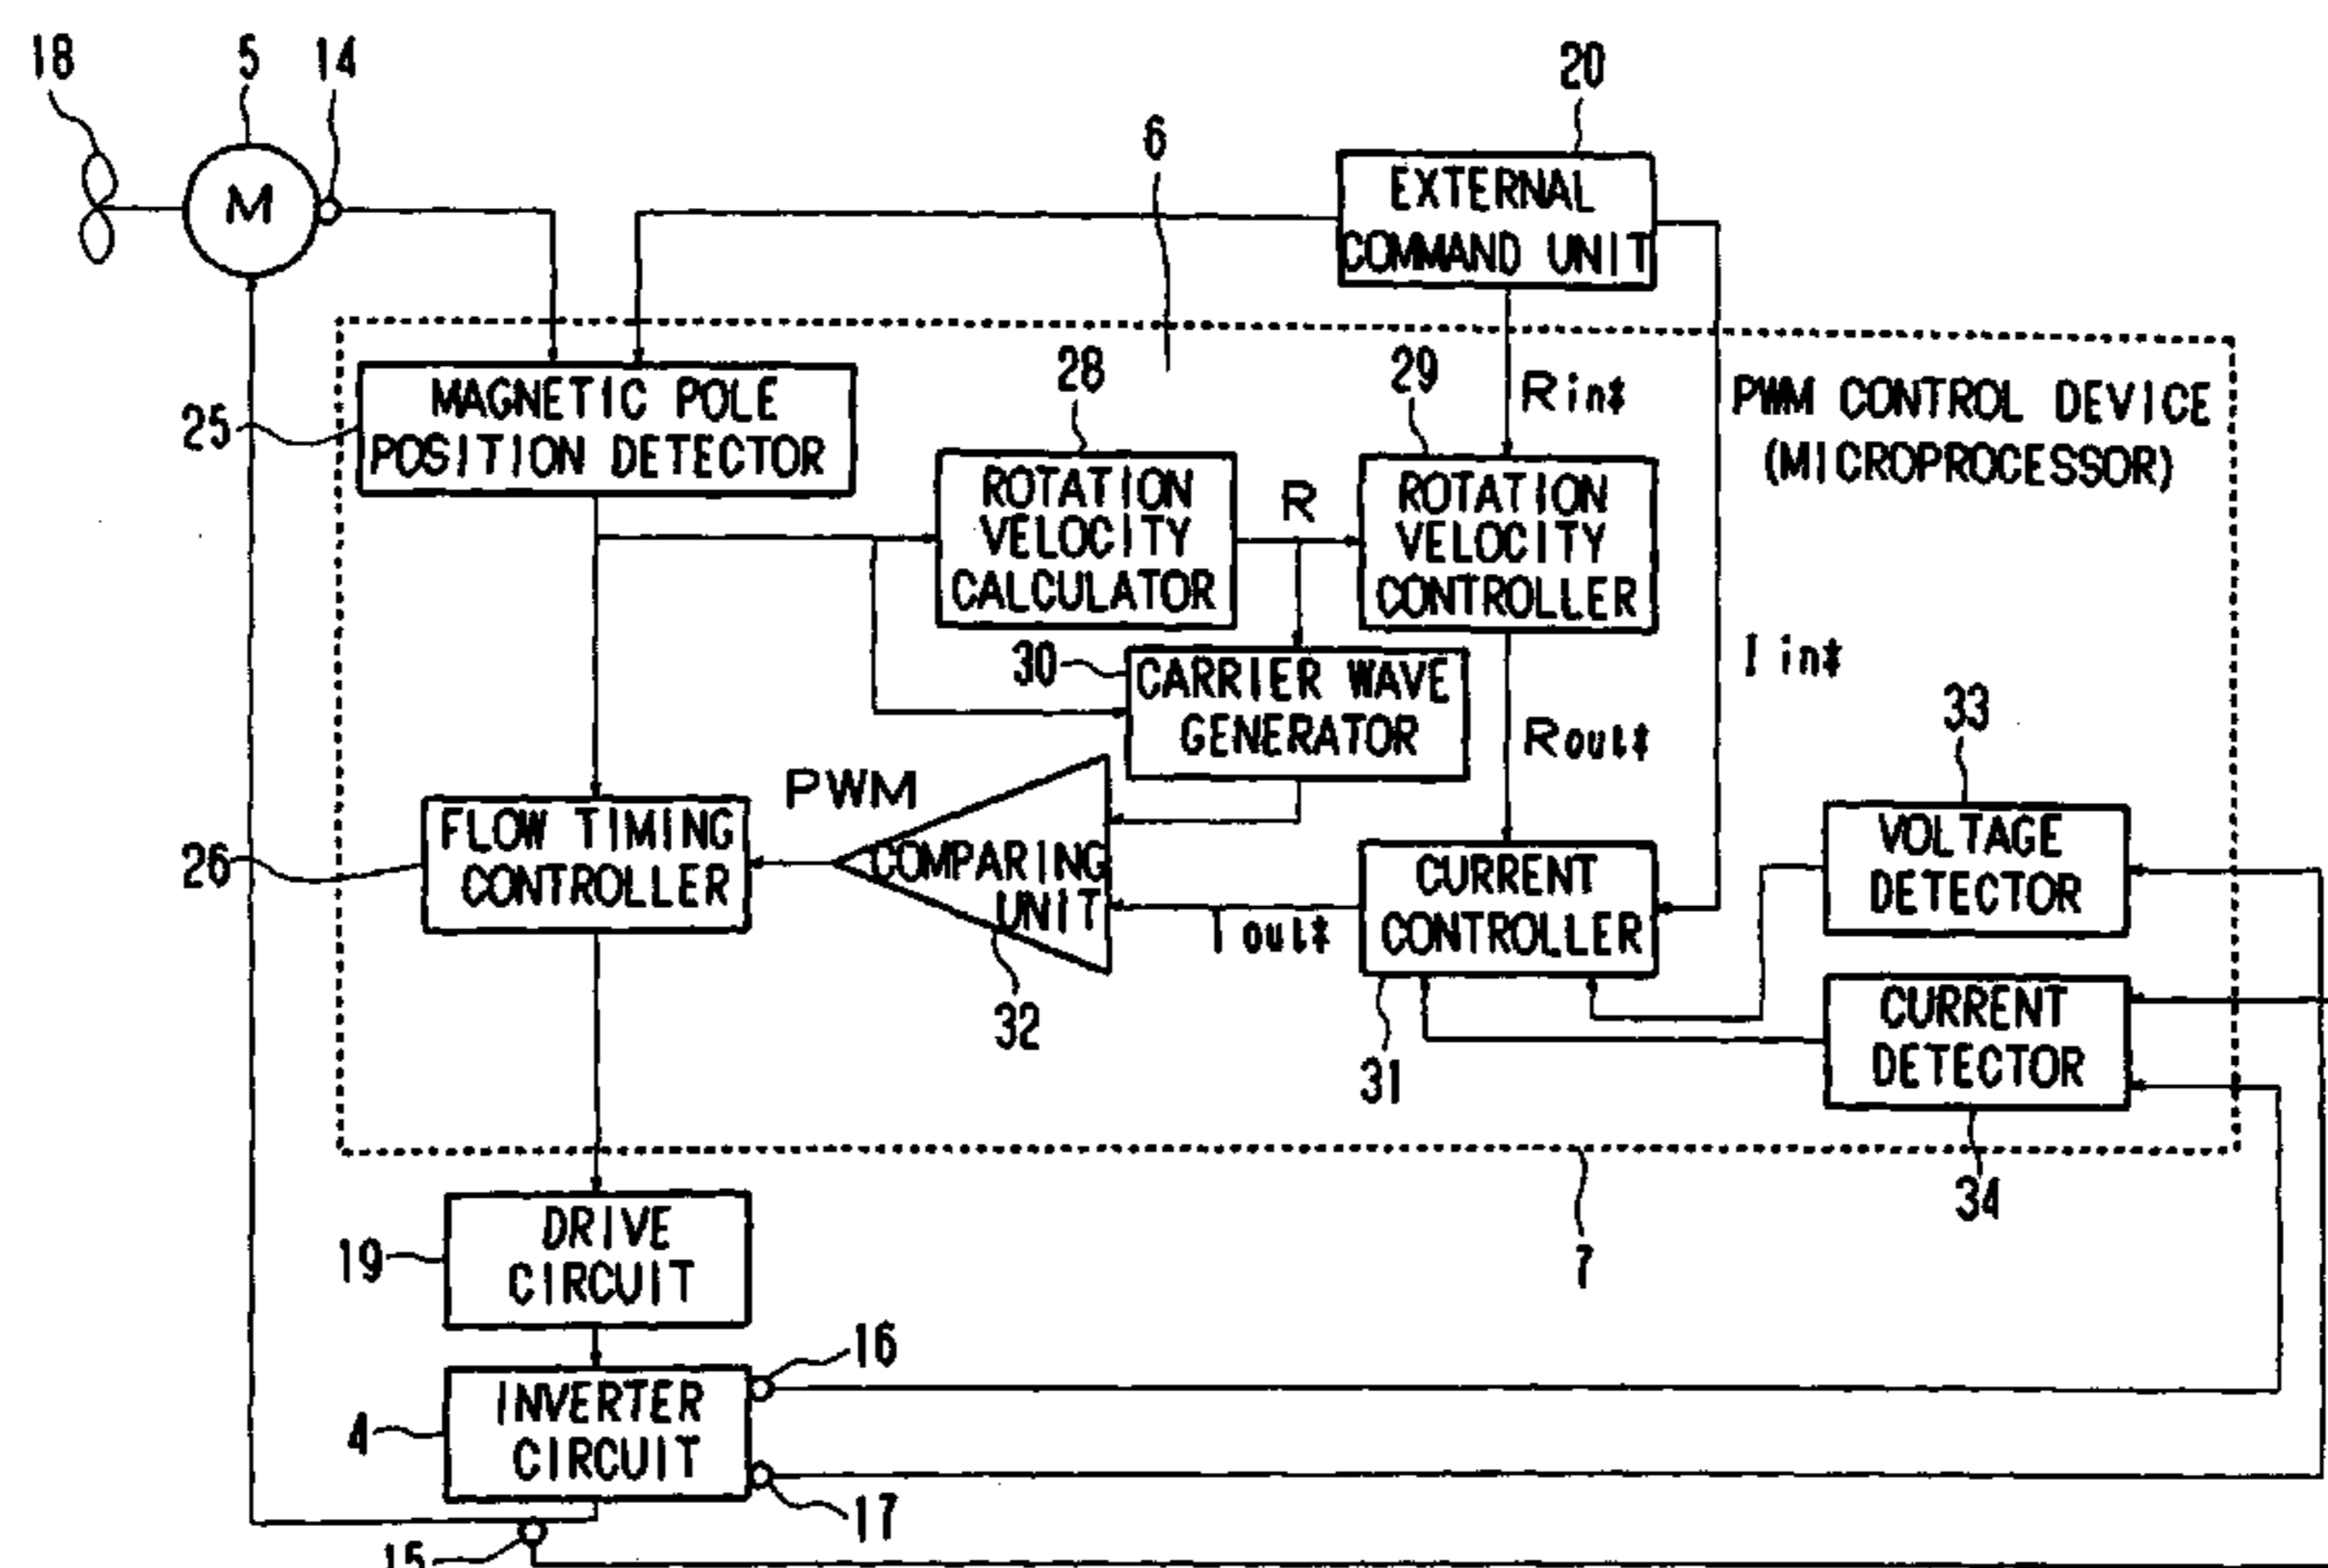 18
5
14
20
6
M
EXTERNAL
COMMAND UNIT
28
29
Rin*
PWM CONTROL DEVICE
(MICROPROCESSOR)
25
MAGNETIC POLE
POSITION DETECTOR
ROTATION
VELOCITY
CALCULATOR
R
ROTATION
VELOCITY
CONTROLLER
30
CARRIER WAVE
GENERATOR
Iin*
Rout*
33
PWM
26
FLOW TIMING
CONTROLLER
COMPARING
UNIT
CURRENT
CONTROLLER
VOLTAGE
DETECTOR
Iout*
32
31
CURRENT
DETECTOR
34
7
19
DRIVE
CIRCUIT
16
4
INVERTER
CIRCUIT
17
15